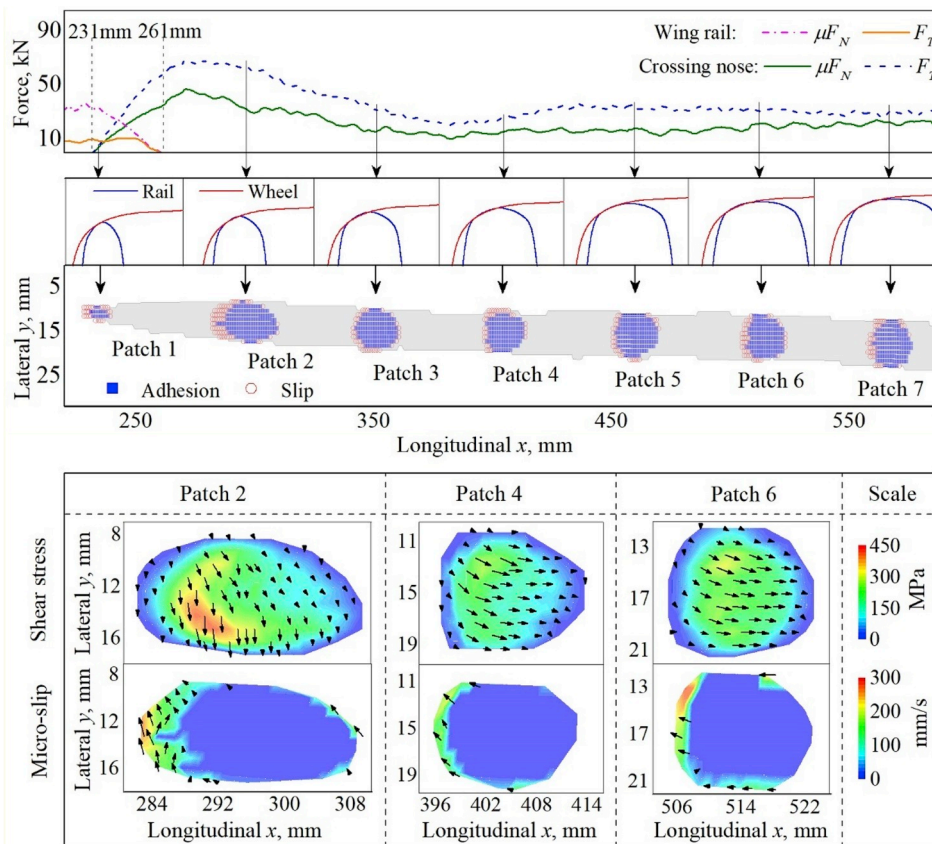 90
50
10
Force, kN
231mm
261mm
Wing rail: μF_N F_T
Crossing nose: μF_N F_T
Rail Wheel
5
15
25
Lateral y, mm
Patch 1
Patch 2
Patch 3
Patch 4
Patch 5
Patch 6
Patch 7
Adhesion Slip
250 350 450 550
Longitudinal x, mm
Patch 2 Patch 4 Patch 6 Scale
Shear stress
Lateral y, mm
8
12
16
11
15
19
13
17
21
450
300
150
0
MPa
Micro-slip
Lateral y, mm
8
12
16
11
15
19
13
17
21
300
200
100
0
mm/s
284 292 300 308
396 402 408 414
506 514 522
Longitudinal x, mm Longitudinal x, mm Longitudinal x, mm